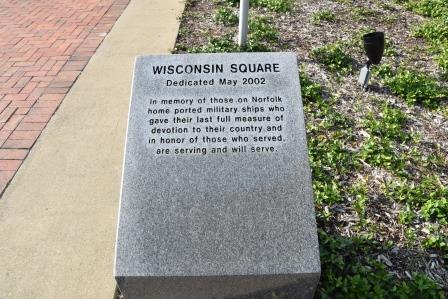 WISCONSIN SQUARE
Dedicated May 2002
In memory of those on Norfolk
home ported military ships who
gave their last full measure of
devotion to their country and
in honor of those who served,
are serving and will serve.